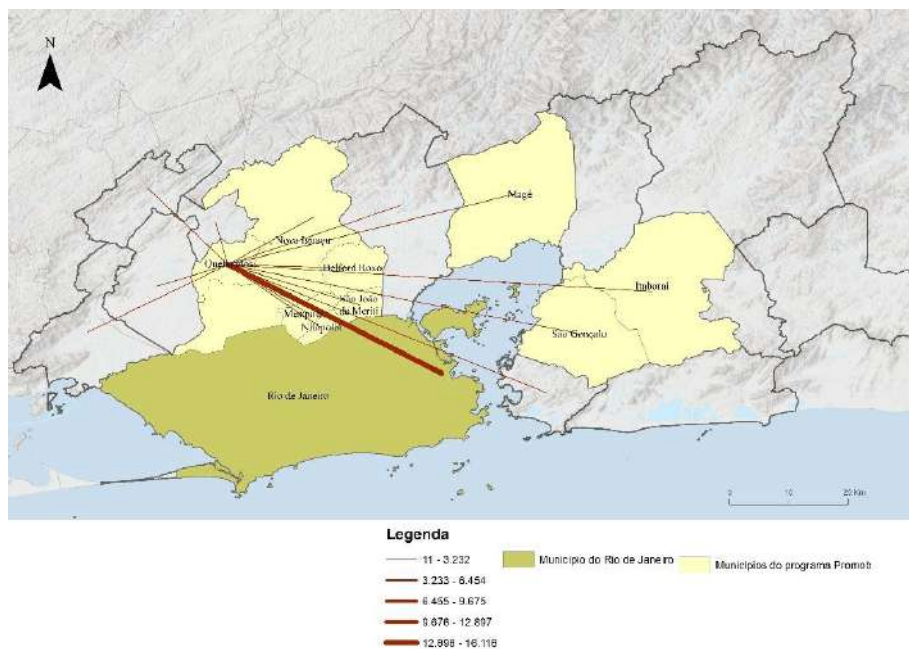 N
Magé
Nova Iguaçu
Queimados
Belford Roxo
Itaboraí
São João
de Meriti
Mesquita
Nilópolis
São Gonçalo
Rio de Janeiro
0 10 20 Km
Legenda
11 - 3.232
3.233 - 6.454
6.455 - 9.675
9.676 - 12.897
12.898 - 16.118
Município do Rio de Janeiro
Municípios do programa Promob